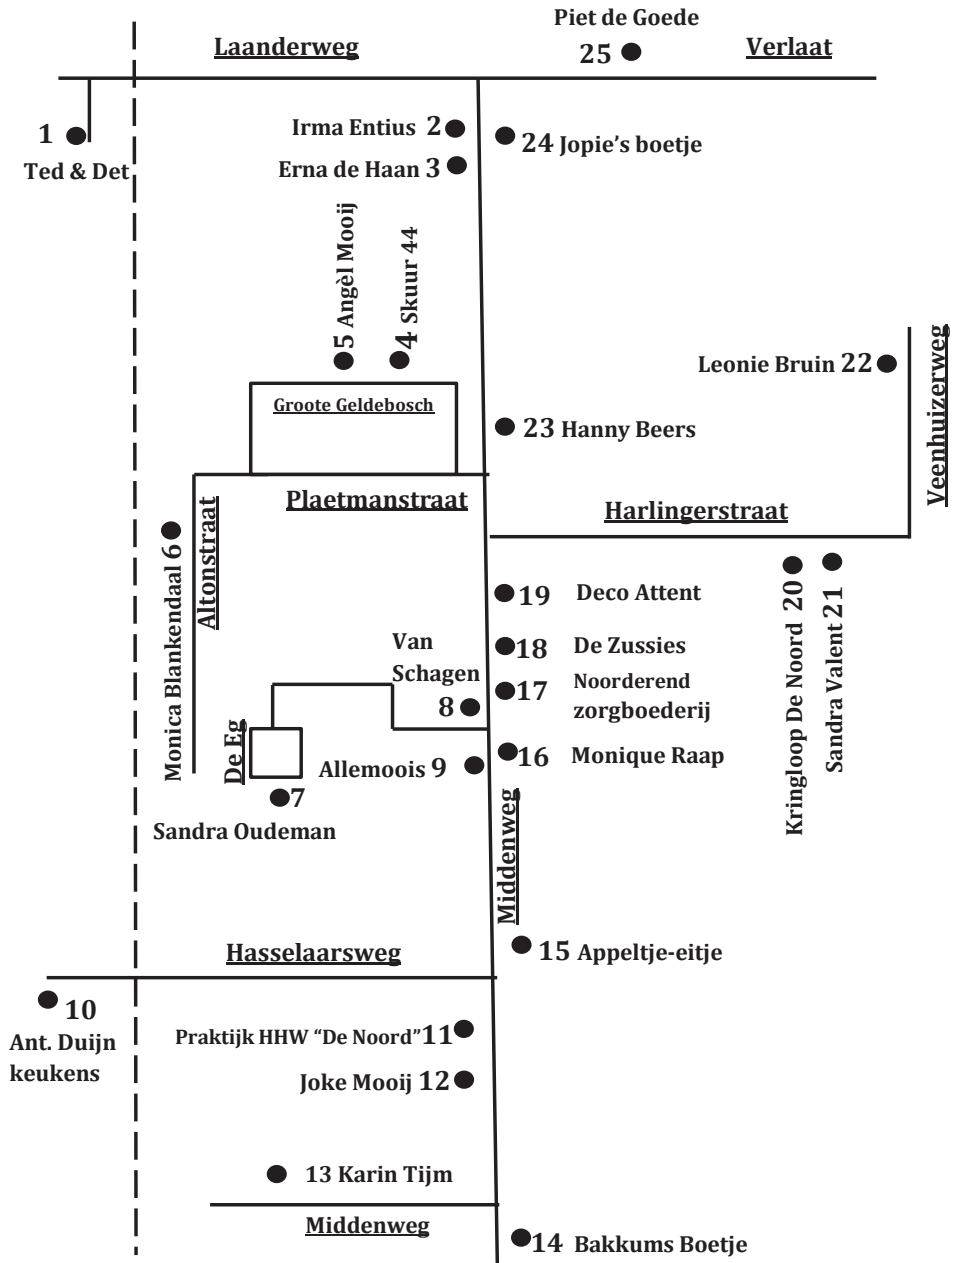 Piet de Goede
25
Laanderweg
Verlaat
1
Ted & Det
Irma Entius 2
24 Jopie's boetje
Erna de Haan 3
5 Angèl Mooij
4 Skuur 44
Leonie Bruin 22
Veenhuizerweg
Groote Geldebosch
23 Hanny Beers
Plaetmanstraat
Harlingerstraat
Monica Blankendaal 6
Altonstraat
19 Deco Attent
Kringloop De Noord 20
Sandra Valent 21
Van
Schagen
8
18 De Zussies
17 Noorderend
zorgboederij
De Eg
Allemoois 9
16 Monique Raap
7
Sandra Oudeman
Middenweg
Hasselaarsweg
15 Appeltje-eitje
10
Ant. Duijn
keukens
Praktijk HHW “De Noord”11
Joke Mooij 12
13 Karin Tijm
Middenweg
14 Bakkums Boetje